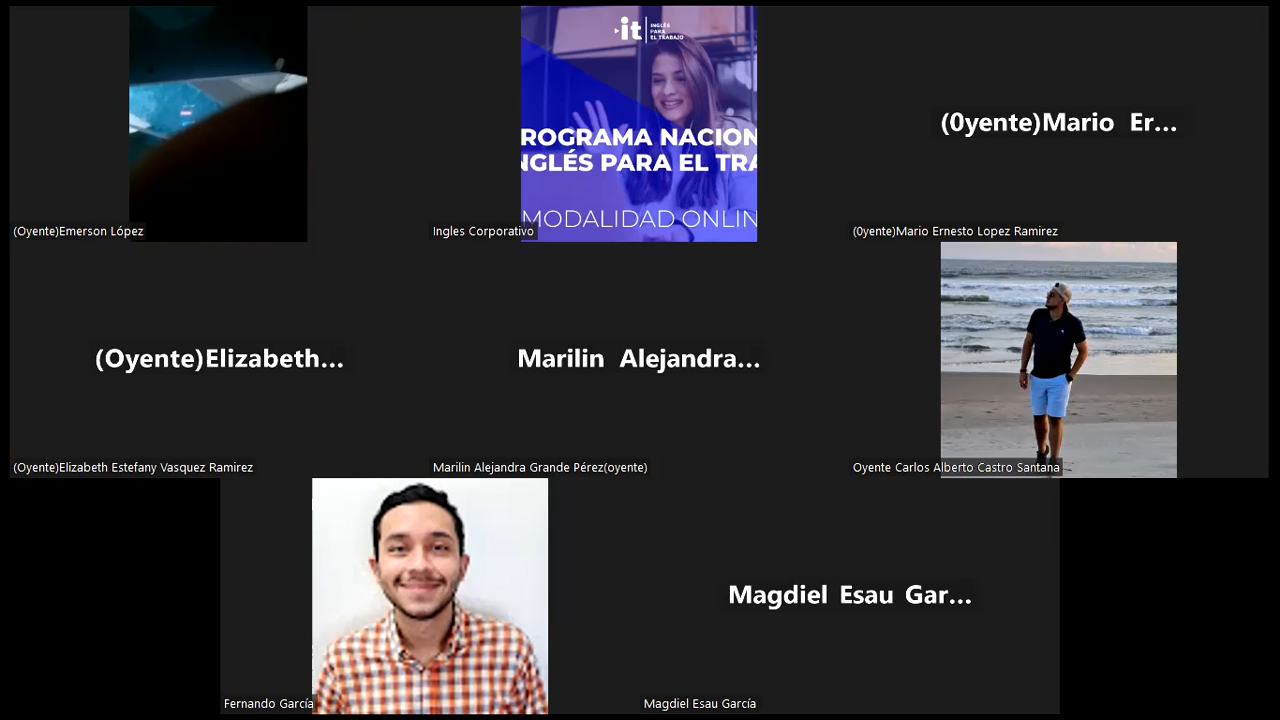 it INGLÉS
PARA
EL TRABAJO
ROGRAMA NACION
NGLÉS PARA EL TRA
MODALIDAD ONLIN
(0yente)Mario Er...
(Oyente)Emerson López
Ingles Corporativo
(0yente)Mario Ernesto Lopez Ramirez
(Oyente)Elizabeth...
Marilin Alejandra...
(Oyente)Elizabeth Estefany Vasquez Ramirez
Marilin Alejandra Grande Pérez(oyente)
Oyente Carlos Alberto Castro Santana
Magdiel Esau Gar...
Fernando García
Magdiel Esau García